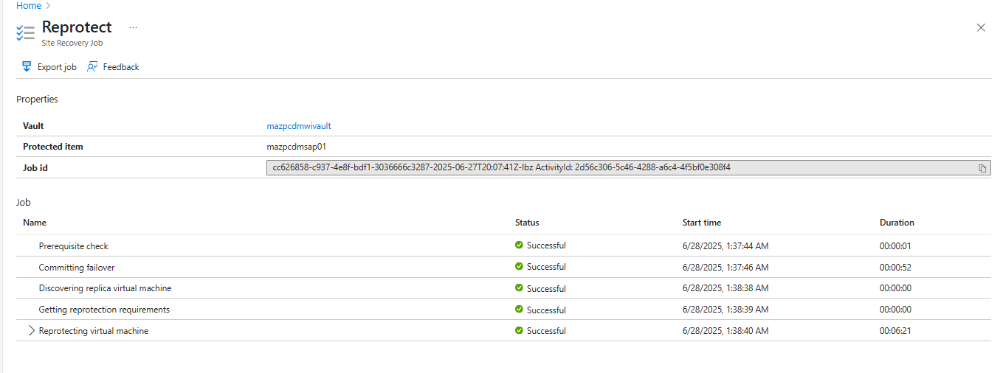 Home
Reprotect ...
Site Recovery Job
Export job Feedback
Properties
Vault mazpcdmwivault
Protected item mazpcdmsap01
Job id cc626858-c937-4e8f-bdf1-3036666c3287-2025-06-27T20:07:41Z-Ibz ActivityId: 2d56c306-5c46-4288-a6c4-4f5bf0e308f4
Job
Name Status Start time Duration
Prerequisite check Successful 6/28/2025, 1:37:44 AM 00:00:01
Committing failover Successful 6/28/2025, 1:37:46 AM 00:00:52
Discovering replica virtual machine Successful 6/28/2025, 1:38:38 AM 00:00:00
Getting reprotection requirements Successful 6/28/2025, 1:38:39 AM 00:00:00
Reprotecting virtual machine Successful 6/28/2025, 1:38:40 AM 00:06:21